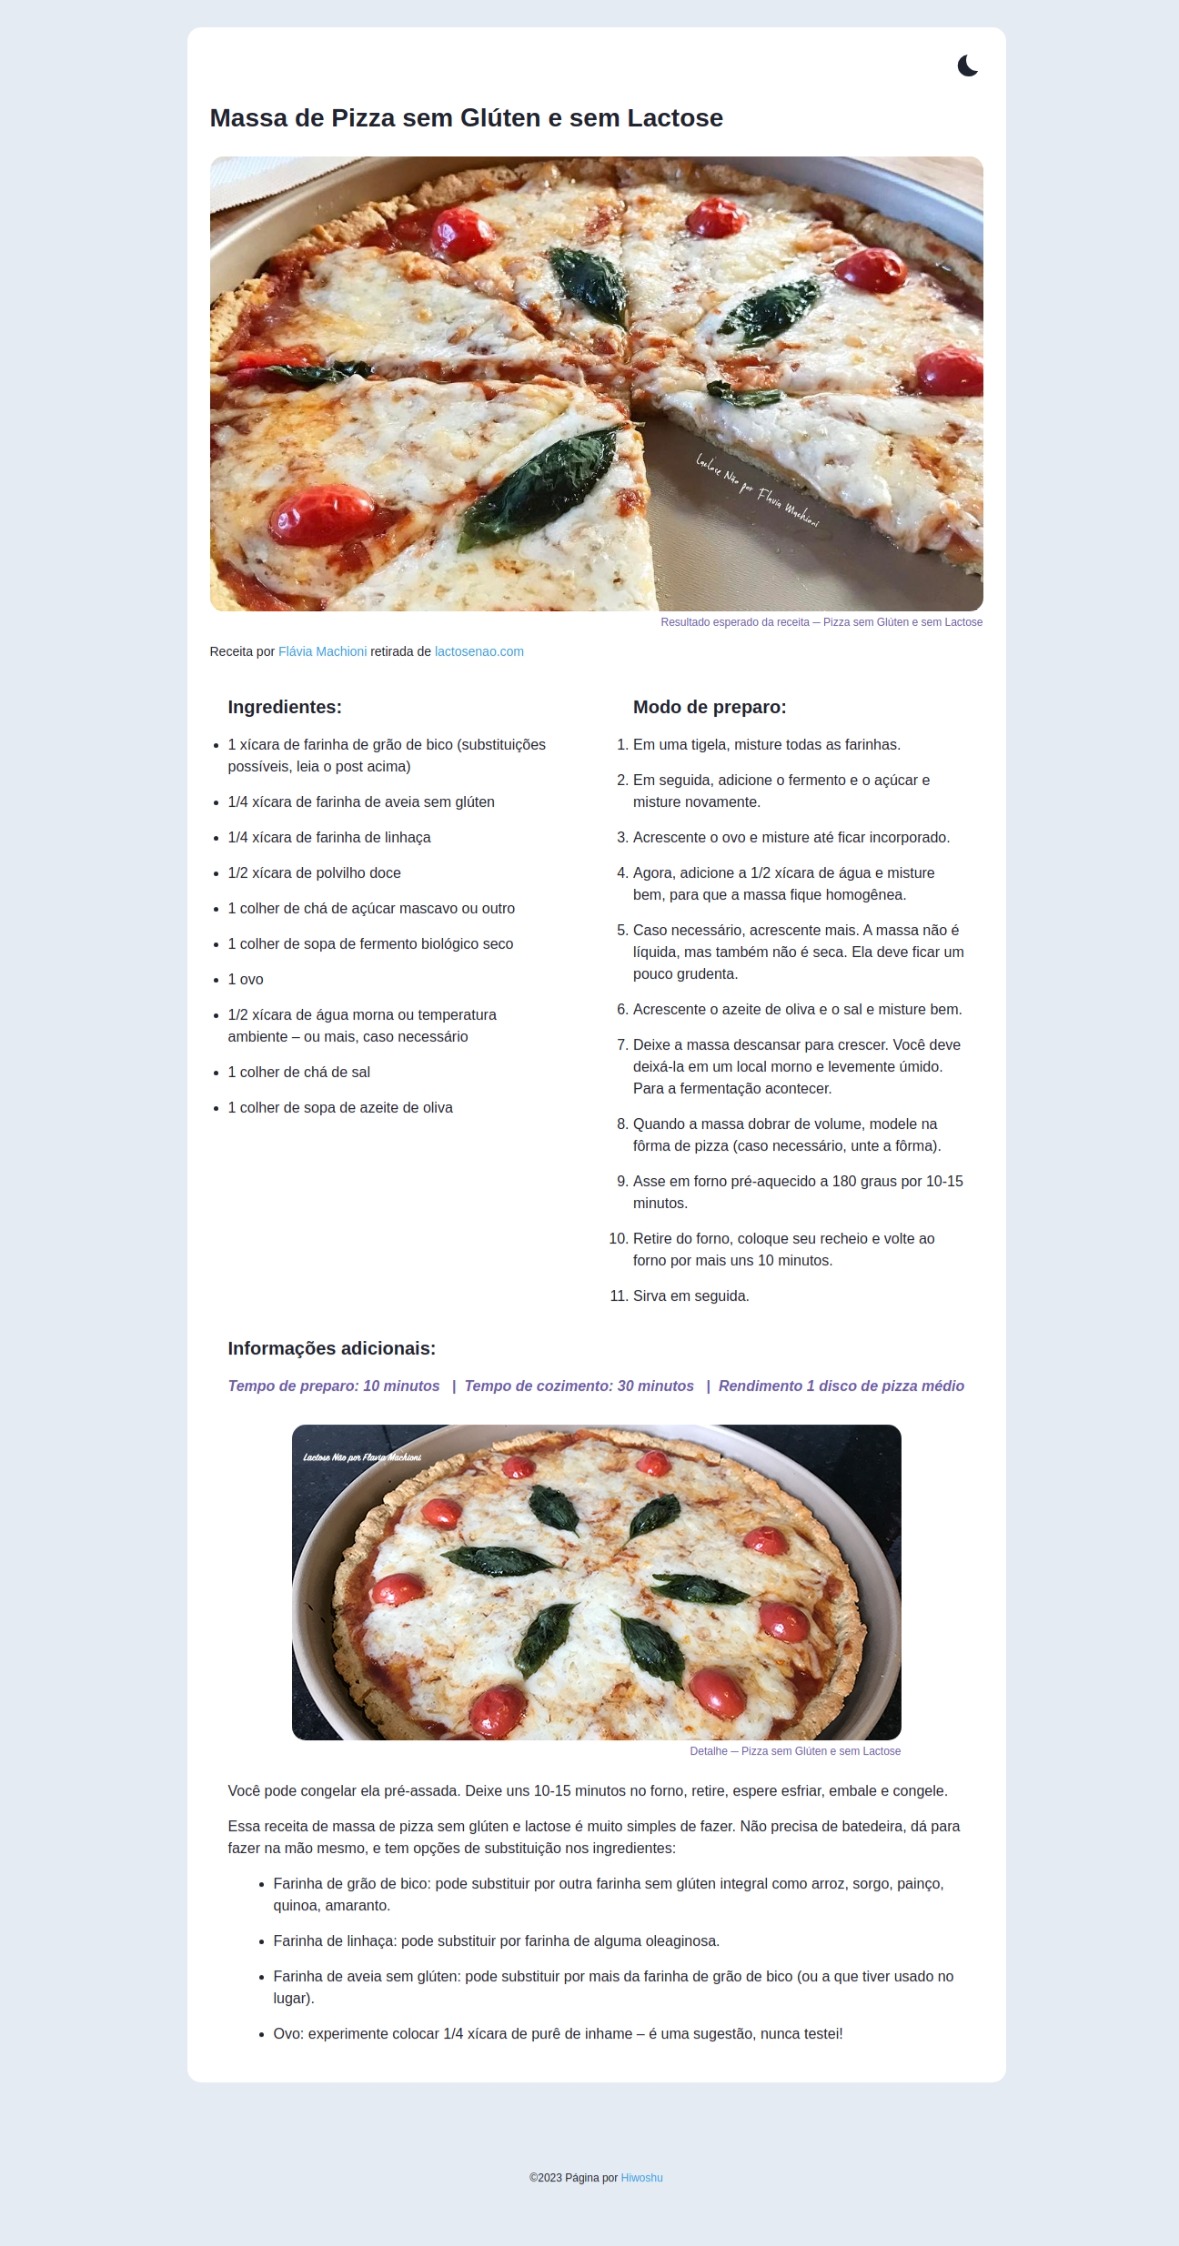 Massa de Pizza sem Glúten e sem Lactose
Lactose Não por Flavia Machioni
Resultado esperado da receita ─ Pizza sem Glúten e sem Lactose
Receita por Flávia Machioni retirada de lactosenao.com
Ingredientes:
• 1 xícara de farinha de grão de bico (substituições
possíveis, leia o post acima)
• 1/4 xícara de farinha de aveia sem glúten
• 1/4 xícara de farinha de linhaça
• 1/2 xícara de polvilho doce
• 1 colher de chá de açúcar mascavo ou outro
• 1 colher de sopa de fermento biológico seco
• 1 ovo
• 1/2 xícara de água morna ou temperatura
ambiente – ou mais, caso necessário
• 1 colher de chá de sal
• 1 colher de sopa de azeite de oliva
Modo de preparo:
1. Em uma tigela, misture todas as farinhas.
2. Em seguida, adicione o fermento e o açúcar e
misture novamente.
3. Acrescente o ovo e misture até ficar incorporado.
4. Agora, adicione a 1/2 xícara de água e misture
bem, para que a massa fique homogênea.
5. Caso necessário, acrescente mais. A massa não é
líquida, mas também não é seca. Ela deve ficar um
pouco grudenta.
6. Acrescente o azeite de oliva e o sal e misture bem.
7. Deixe a massa descansar para crescer. Você deve
deixá-la em um local morno e levemente úmido.
Para a fermentação acontecer.
8. Quando a massa dobrar de volume, modele na
fôrma de pizza (caso necessário, unte a fôrma).
9. Asse em forno pré-aquecido a 180 graus por 10-15
minutos.
10. Retire do forno, coloque seu recheio e volte ao
forno por mais uns 10 minutos.
11. Sirva em seguida.
Informações adicionais:
Tempo de preparo: 10 minutos | Tempo de cozimento: 30 minutos | Rendimento 1 disco de pizza médio
Lactose Não por Flavia Machioni
Detalhe ─ Pizza sem Glúten e sem Lactose
Você pode congelar ela pré-assada. Deixe uns 10-15 minutos no forno, retire, espere esfriar, embale e congele.
Essa receita de massa de pizza sem glúten e lactose é muito simples de fazer. Não precisa de batedeira, dá para
fazer na mão mesmo, e tem opções de substituição nos ingredientes:
• Farinha de grão de bico: pode substituir por outra farinha sem glúten integral como arroz, sorgo, painço,
quinoa, amaranto.
• Farinha de linhaça: pode substituir por farinha de alguma oleaginosa.
• Farinha de aveia sem glúten: pode substituir por mais da farinha de grão de bico (ou a que tiver usado no
lugar).
• Ovo: experimente colocar 1/4 xícara de purê de inhame – é uma sugestão, nunca testei!
©2023 Página por Hiwoshu